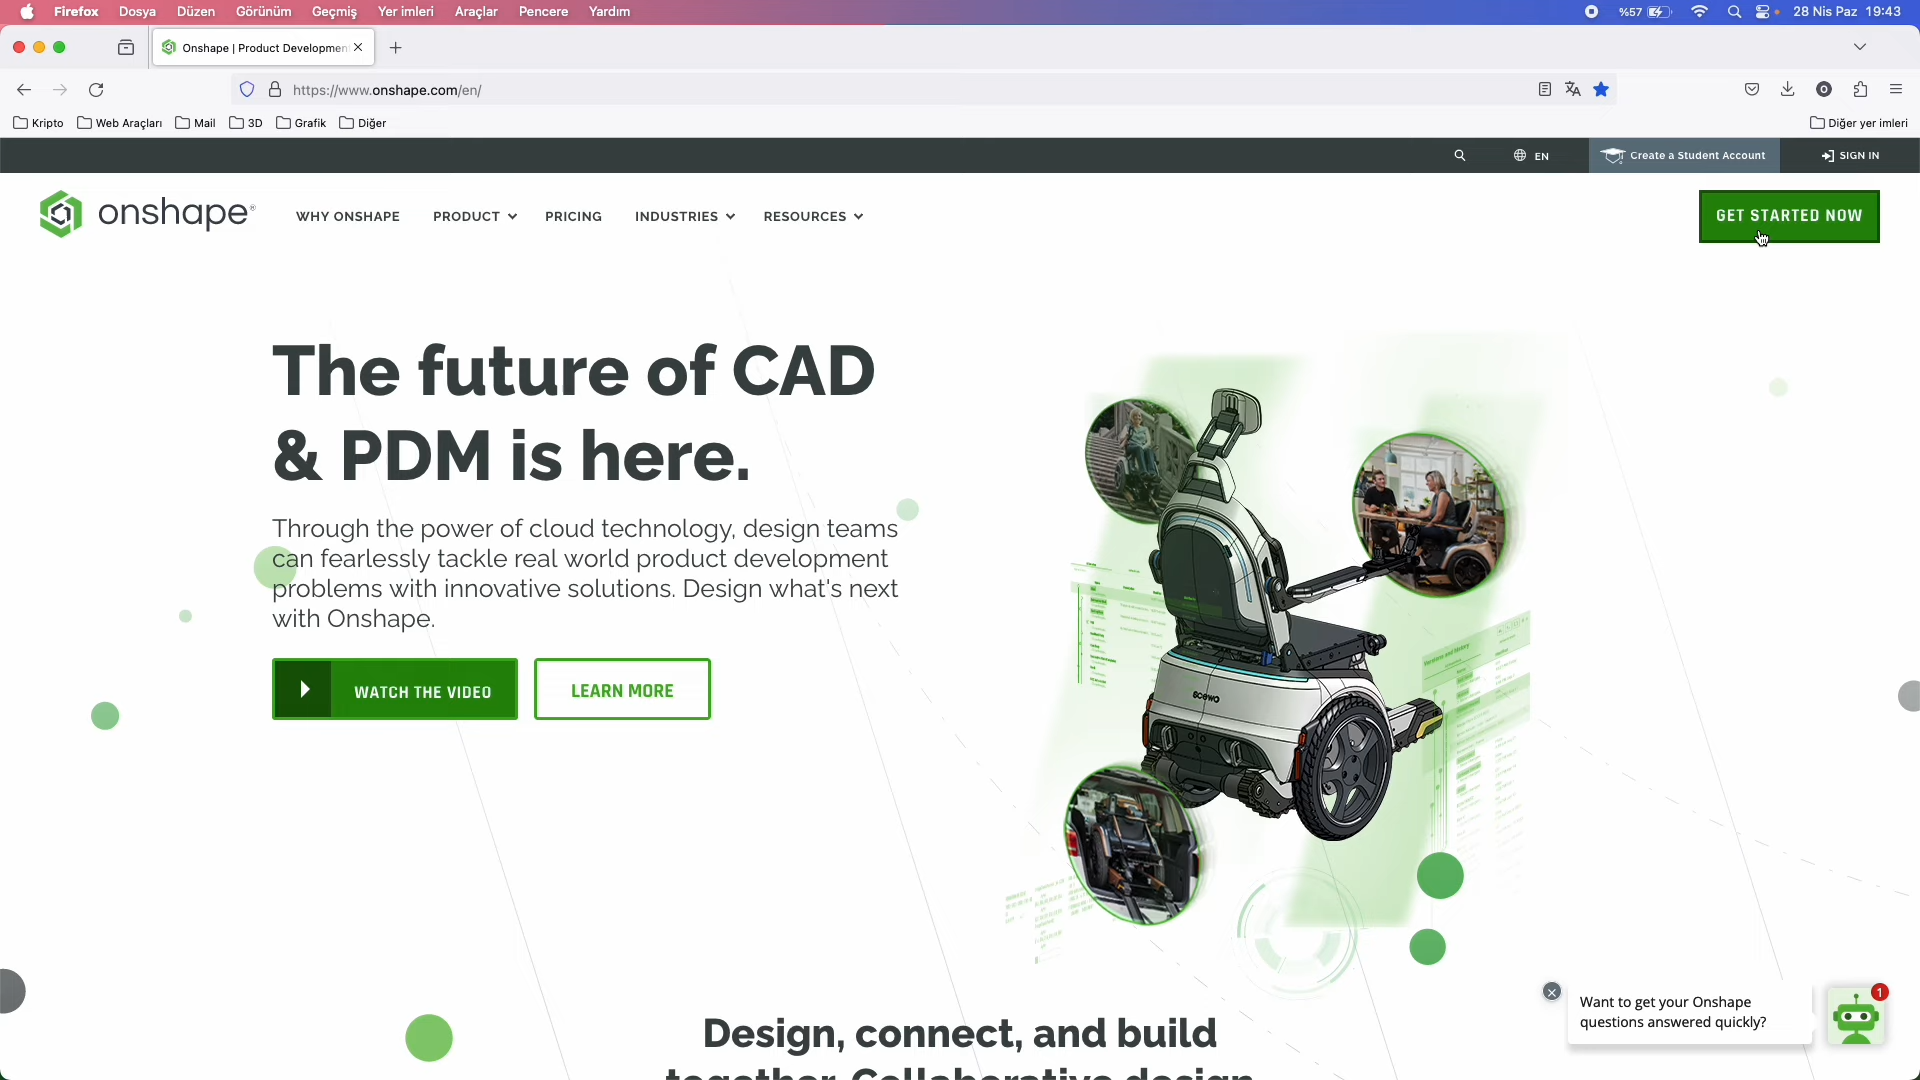 Firefox Dosya Düzen Görünüm Geçmiş Yer imleri Araçlar Pencere Yardım %57 28 Nis Paz 19:43
Onshape | Product Developmen
https://www.onshape.com/en/
Kripto Web Araçları Mail 3D Grafik Diğer Diğer yer imleri
EN Create a Student Account SIGN IN
onshape® WHY ONSHAPE PRODUCT PRICING INDUSTRIES RESOURCES GET STARTED NOW
The future of CAD
& PDM is here.
Through the power of cloud technology, design teams
can fearlessly tackle real world product development
problems with innovative solutions. Design what's next
with Onshape.
WATCH THE VIDEO LEARN MORE
scewo
Design, connect, and build
together. Collaborative design
1
Want to get your Onshape
questions answered quickly?